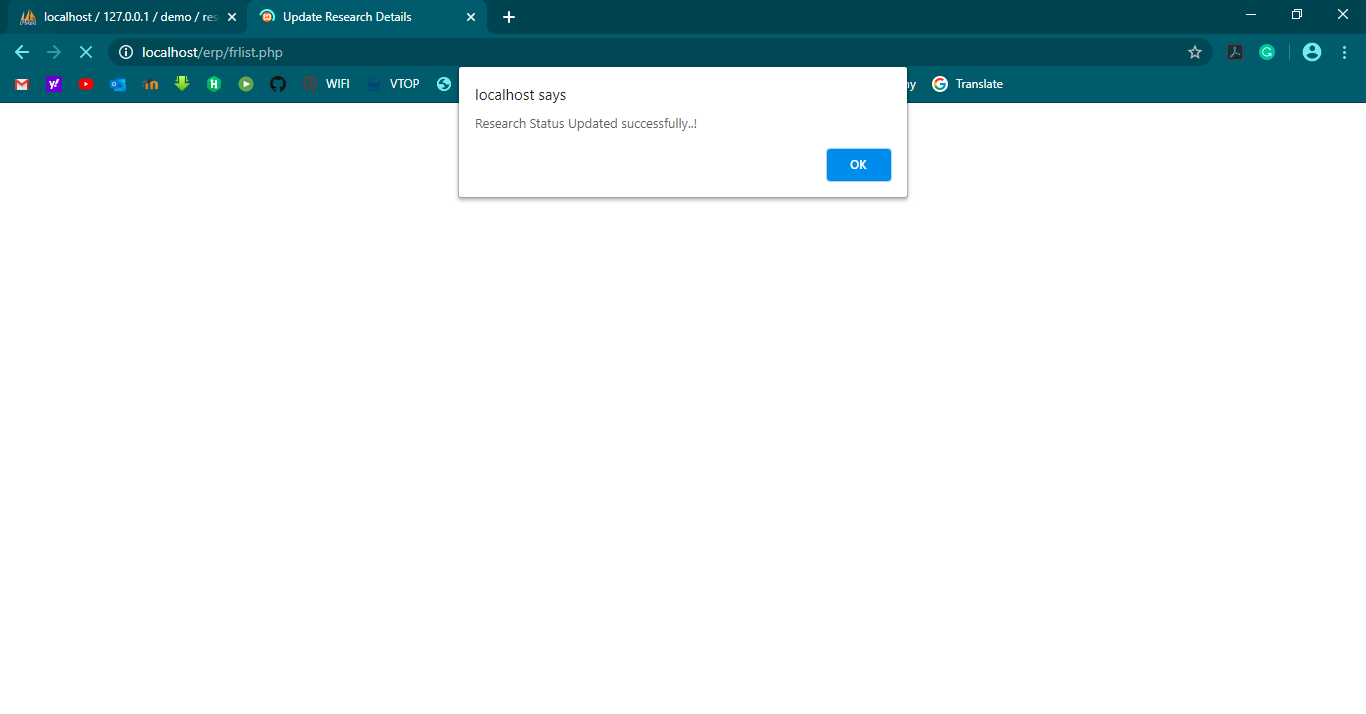 localhost / 127.0.0.1 / demo / res
Update Research Details
localhost/erp/frlist.php
WIFI
VTOP
Translate
localhost says
Research Status Updated successfully..!
OK